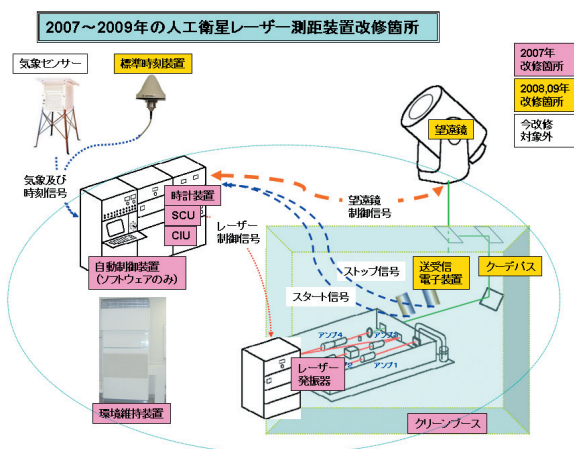 2007～2009年の人工衛星レーザー測距装置改修箇所
気象センサー
標準時刻装置
2007年
改修箇所
2008,09年
改修箇所
今改修
対象外
望遠鏡
気象及び
時刻信号
時計装置
SCU
CIU
望遠鏡
制御信号
レーザー
制御信号
自動制御装置
(ソフトウェアのみ)
ストップ信号
スタート信号
送受信
電子装置
クーデパス
アンプ4
アンプ1
レーザー
発振器
環境維持装置
クリーンブース